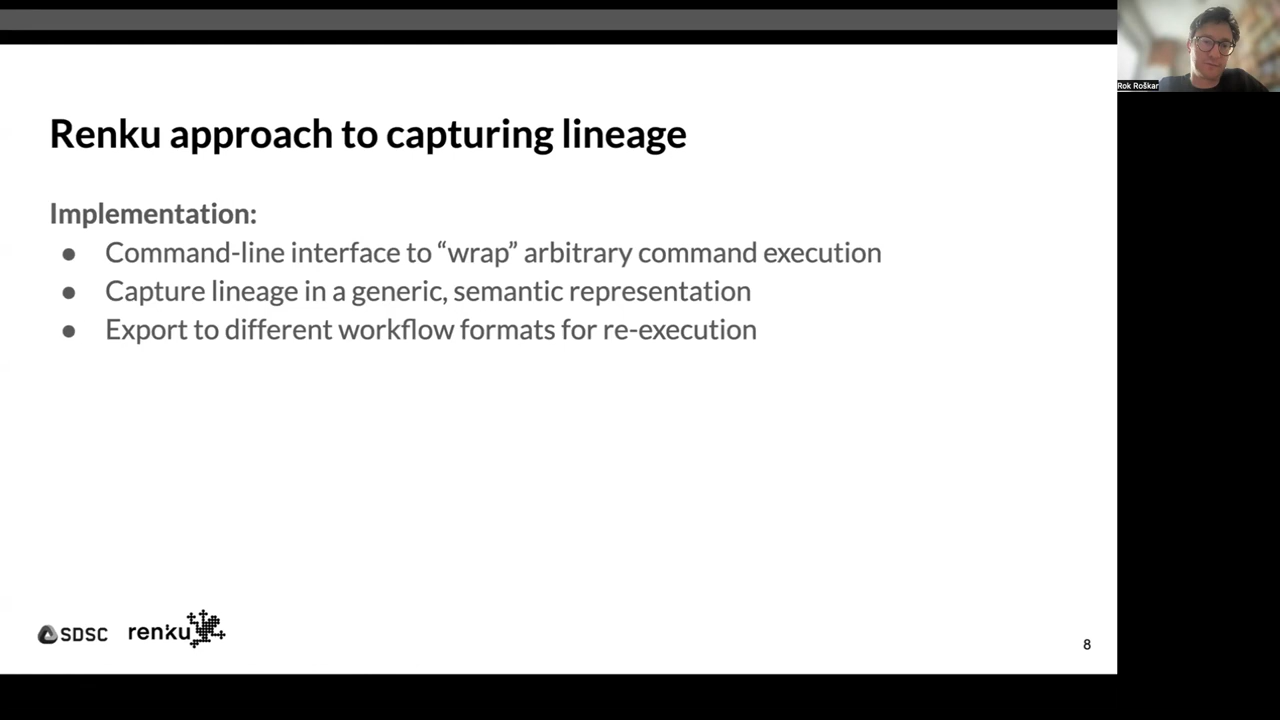 Rok Roškar
Renku approach to capturing lineage
Implementation:
● Command-line interface to “wrap” arbitrary command execution
● Capture lineage in a generic, semantic representation
● Export to different workflow formats for re-execution
SDSC renku
8